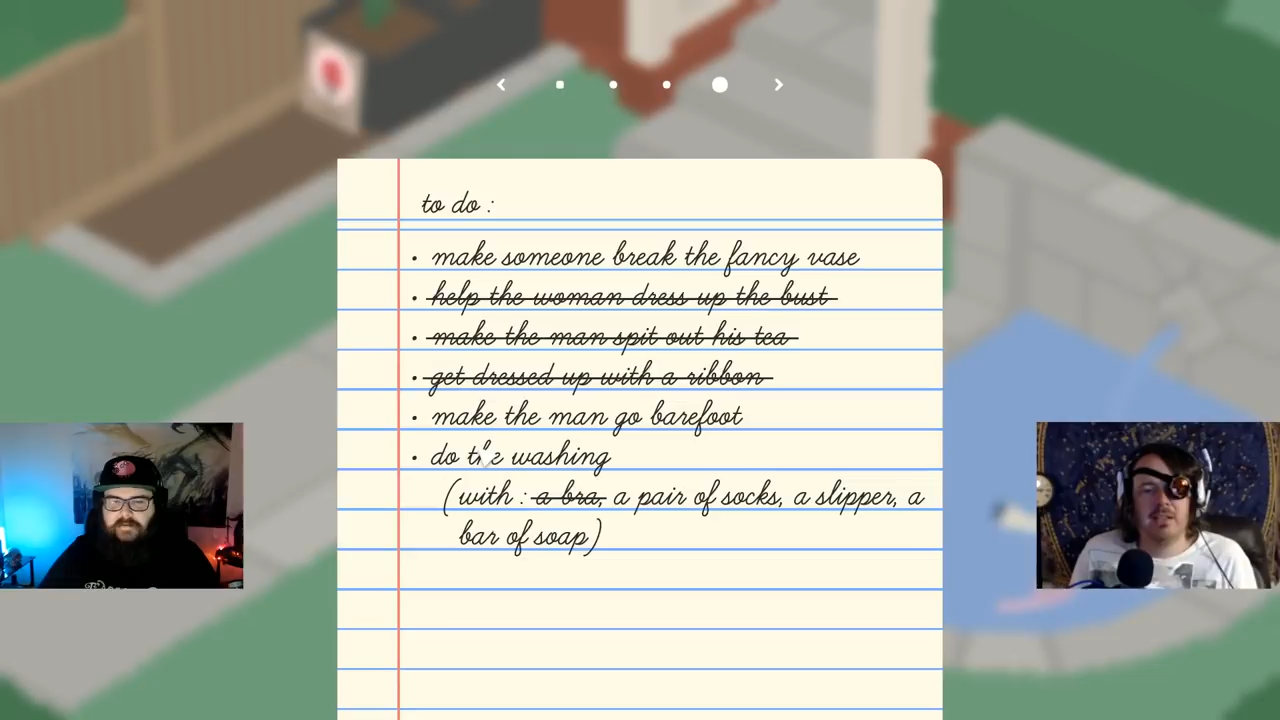 to do :
• make someone break the fancy vase
• help the woman dress up the bust
• make the man spit out his tea
• get dressed up with a ribbon
• make the man go barefoot
• do the washing
(with : a bra, a pair of socks, a slipper, a
bar of soap)